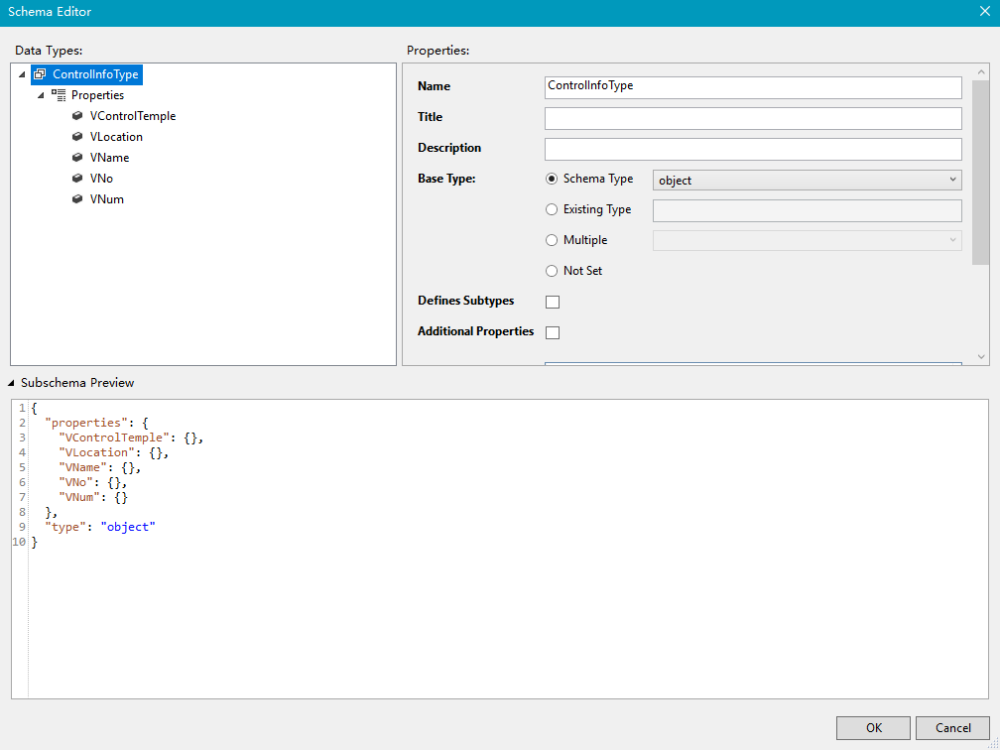 Schema Editor
Data Types:
ControlInfoType
Properties
VControlTemple
VLocation
VName
VNo
VNum
Properties:
Name
ControlInfoType
Title
Description
Base Type:
Schema Type
object
Existing Type
Multiple
Not Set
Defines Subtypes
Additional Properties
Subschema Preview
1 {
2 "properties": {
3 "VControlTemple": {},
4 "VLocation": {},
5 "VName": {},
6 "VNo": {},
7 "VNum": {}
8 },
9 "type": "object"
10 }
OK
Cancel